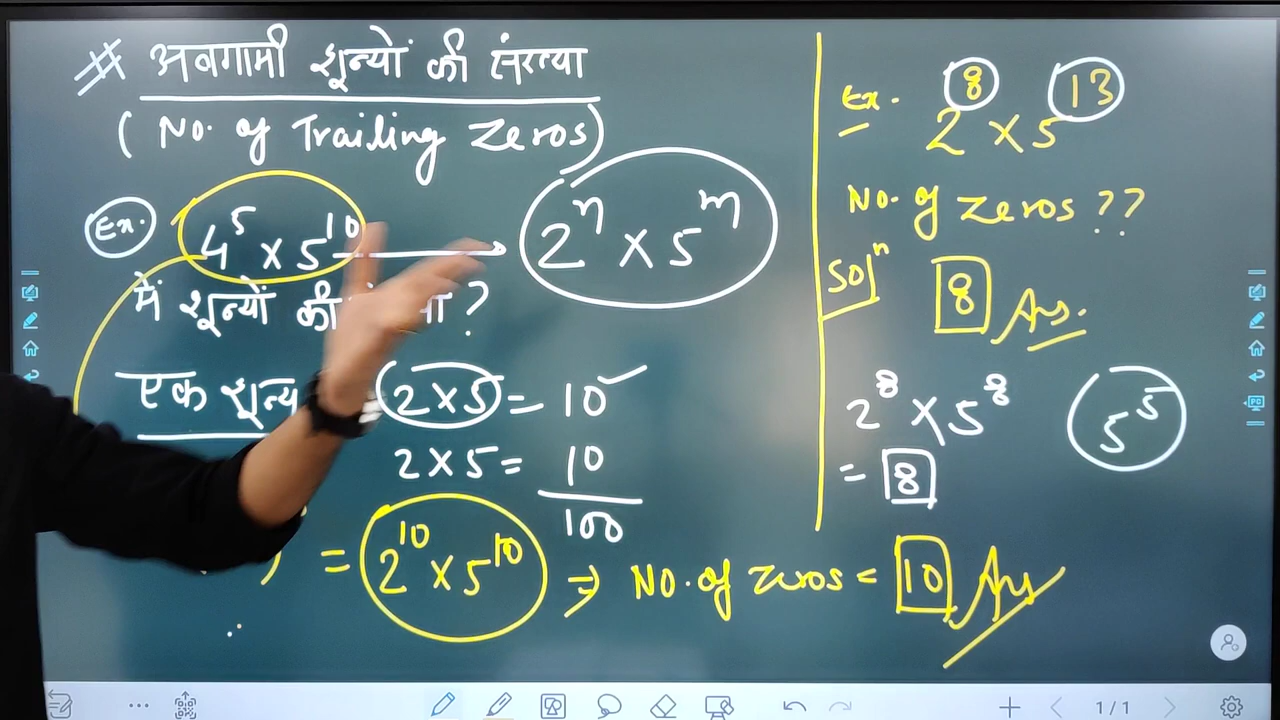 # अवगामी शून्यों की संख्या
(No. of Trailing Zeros)
Ex. 4⁵ × 5¹⁰ → 2ⁿ × 5ᵐ
में शून्यों की ?
एक शून्य 2 × 5 = 10
2 × 5 = 10
100
= 2¹⁰ × 5¹⁰ ⇒ No. of zeros = 10 Ans
Ex. 2⁸ × 5¹³
No. of zeros ??
Solⁿ 8 Ans.
2⁸ × 5⁸ 5⁵
= 8
1 / 1